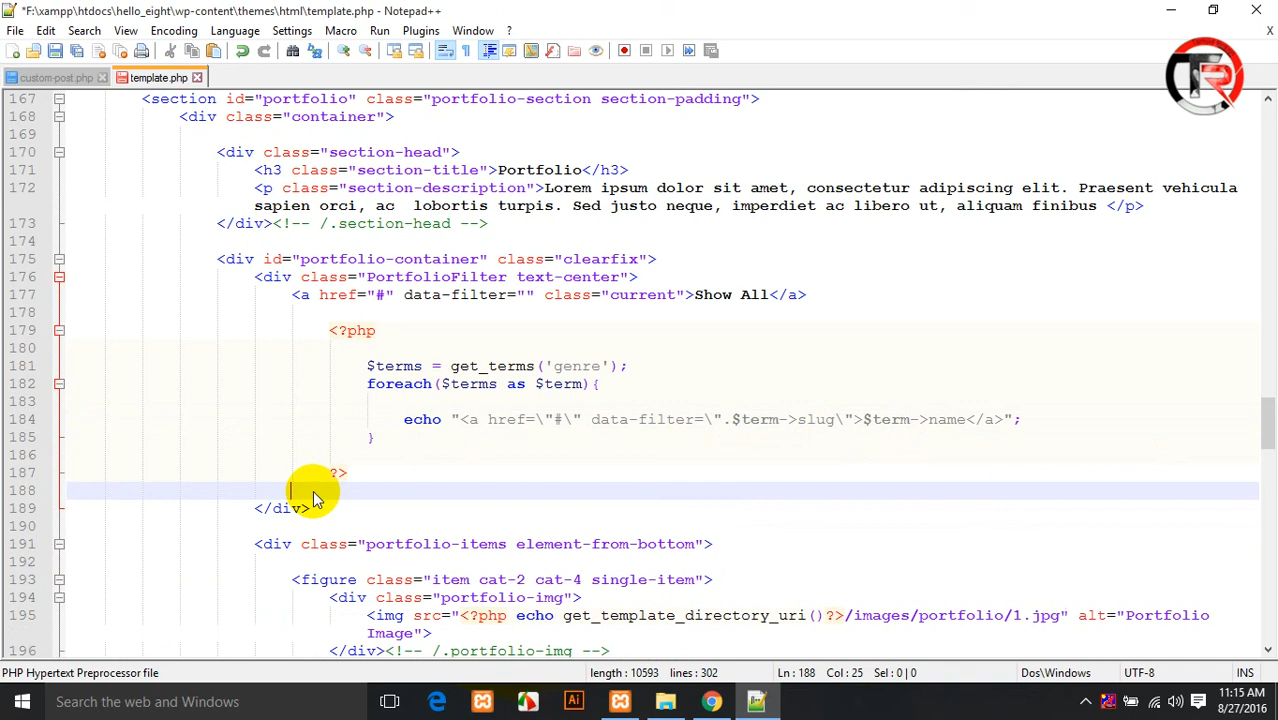 *F:\xampp\htdocs\hello_eight\wp-content\themes\html\template.php - Notepad++
File Edit Search View Encoding Language Settings Macro Run Plugins Window ? X
custom-post.php template.php
TR
167 <section id="portfolio" class="portfolio-section section-padding">
168 <div class="container">
169
170 <div class="section-head">
171 <h3 class="section-title">Portfolio</h3>
172 <p class="section-description">Lorem ipsum dolor sit amet, consectetur adipiscing elit. Praesent vehicula
sapien orci, ac  lobortis turpis. Sed justo neque, imperdiet ac libero ut, aliquam finibus </p>
173 </div><!-- /.section-head -->
174
175 <div id="portfolio-container" class="clearfix">
176 <div class="PortfolioFilter text-center">
177 <a href="#" data-filter="" class="current">Show All</a>
178
179 <?php
180
181 $terms = get_terms('genre');
182 foreach($terms as $term){
183
184 echo "<a href=\"#\" data-filter=\".$term->slug\">$term->name</a>";
185 }
186
187 ?>
188
189 </div>
190
191 <div class="portfolio-items element-from-bottom">
192
193 <figure class="item cat-2 cat-4 single-item">
194 <div class="portfolio-img">
195 <img src="<?php echo get_template_directory_uri()?>/images/portfolio/1.jpg" alt="Portfolio
Image">
196 </div><!-- /.portfolio-img -->
PHP Hypertext Preprocessor file length : 10593 lines : 302 Ln : 188 Col : 25 Sel : 0 | 0 Dos\Windows UTF-8 INS
Search the web and Windows
11:15 AM
8/27/2016